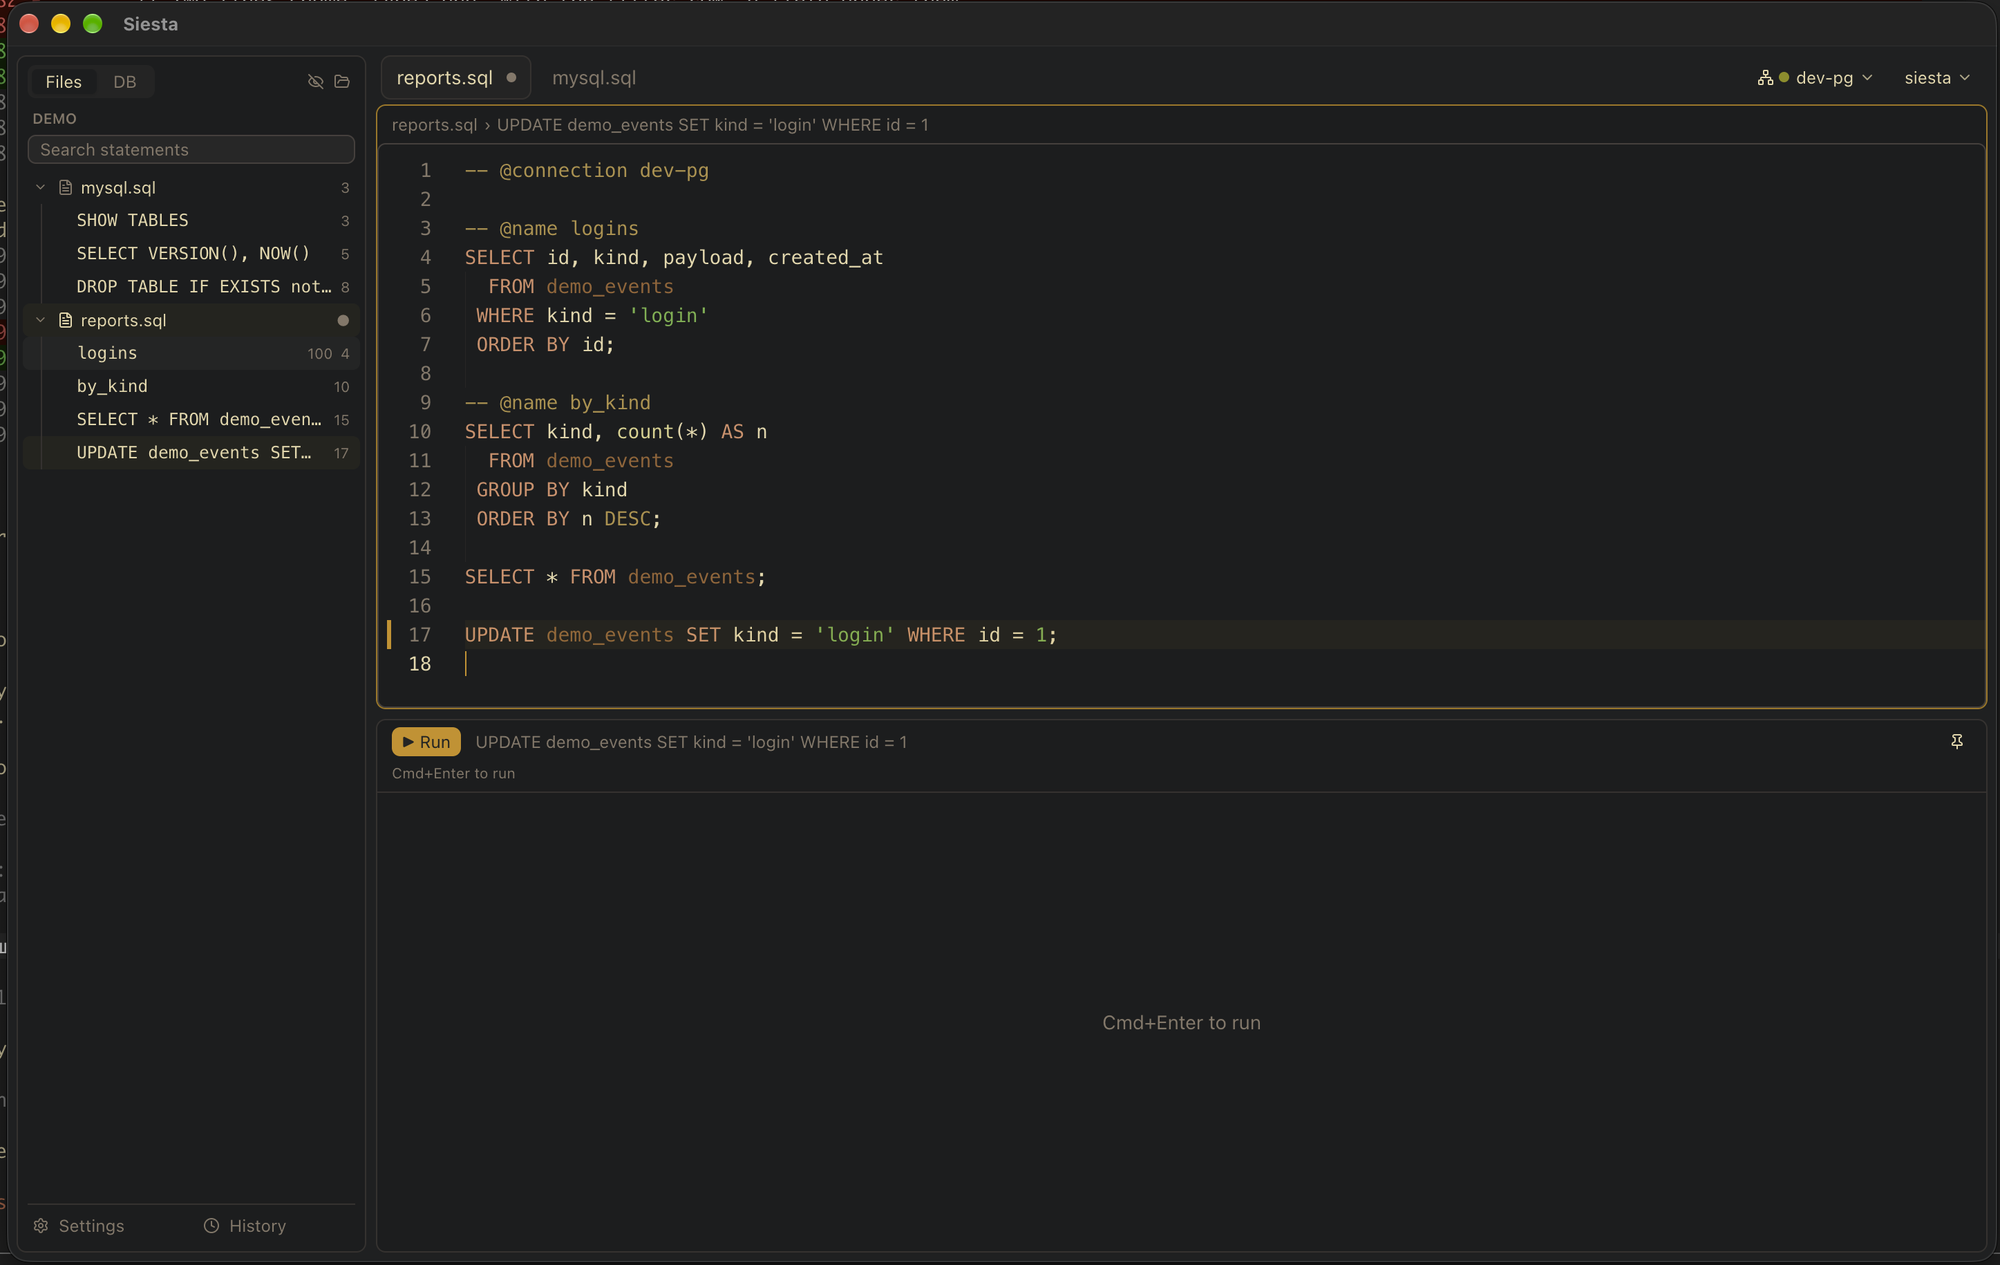 Siesta
Files DB
DEMO
Search statements
mysql.sql 3
SHOW TABLES 3
SELECT VERSION(), NOW() 5
DROP TABLE IF EXISTS not… 8
reports.sql
logins 100 4
by_kind 10
SELECT * FROM demo_even… 15
UPDATE demo_events SET… 17
Settings History
reports.sql mysql.sql
dev-pg siesta
reports.sql › UPDATE demo_events SET kind = 'login' WHERE id = 1
1 -- @connection dev-pg
2
3 -- @name logins
4 SELECT id, kind, payload, created_at
5 FROM demo_events
6 WHERE kind = 'login'
7 ORDER BY id;
8
9 -- @name by_kind
10 SELECT kind, count(*) AS n
11 FROM demo_events
12 GROUP BY kind
13 ORDER BY n DESC;
14
15 SELECT * FROM demo_events;
16
17 UPDATE demo_events SET kind = 'login' WHERE id = 1;
18
Run UPDATE demo_events SET kind = 'login' WHERE id = 1
Cmd+Enter to run
Cmd+Enter to run